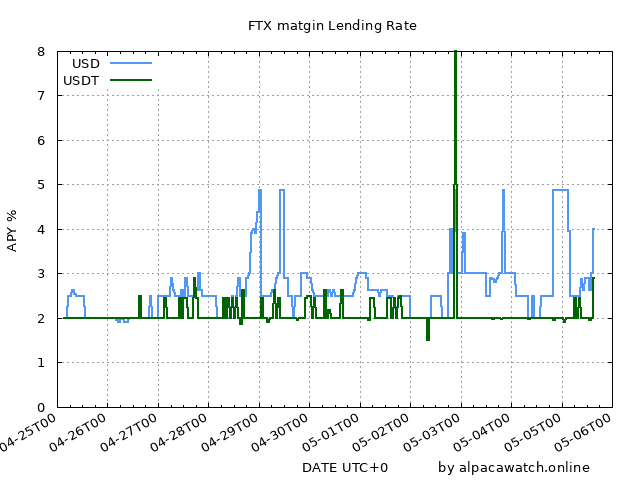 FTX matgin Lending Rate
USD
USDT
8
7
6
5
4
3
2
1
0
APY %
04-25T00
04-26T00
04-27T00
04-28T00
04-29T00
04-30T00
05-01T00
05-02T00
05-03T00
05-04T00
05-05T00
05-06T00
DATE UTC+0
by alpacawatch.online